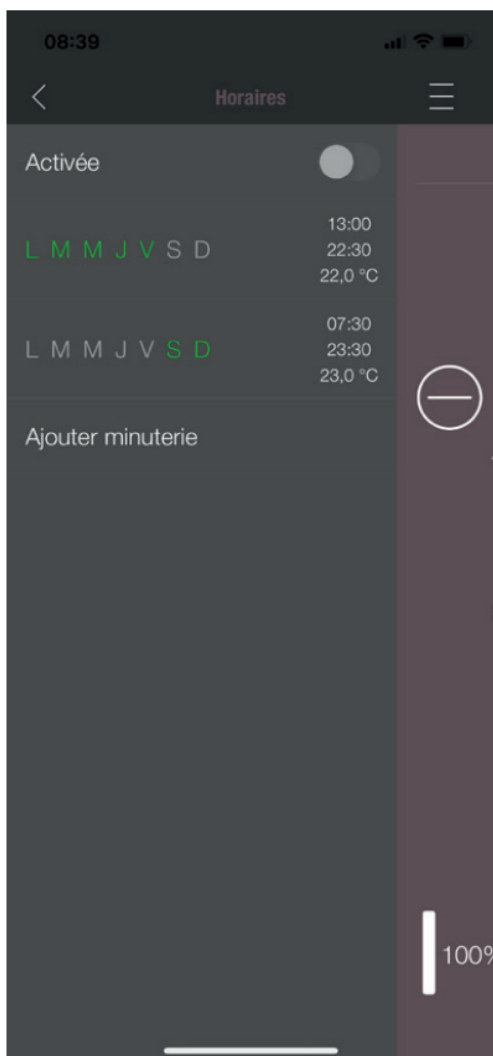 08:39
Horaires
Activée
L M M J V S D
13:00
22:30
22,0 °C
L M M J V S D
07:30
23:30
23,0 °C
Ajouter minuterie
100%